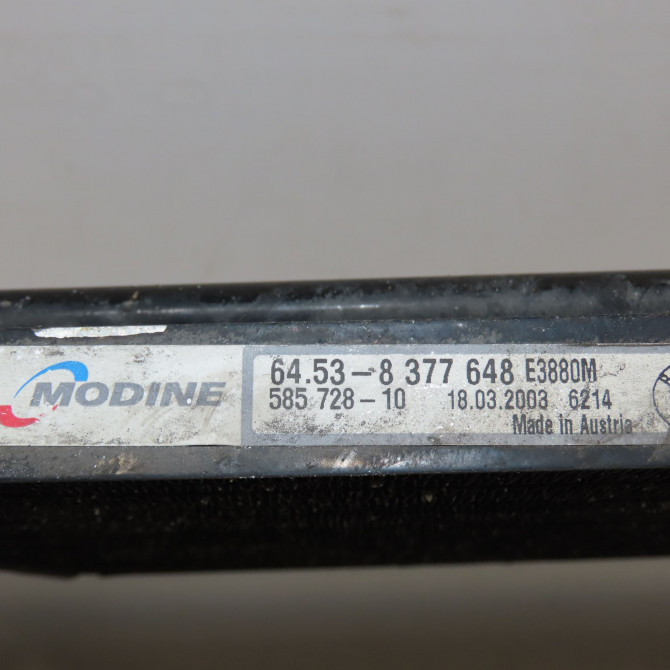 MODINE
64.53-8 377 648 E3880M
585 728-10 18.03.2003 6214
Made in Austria